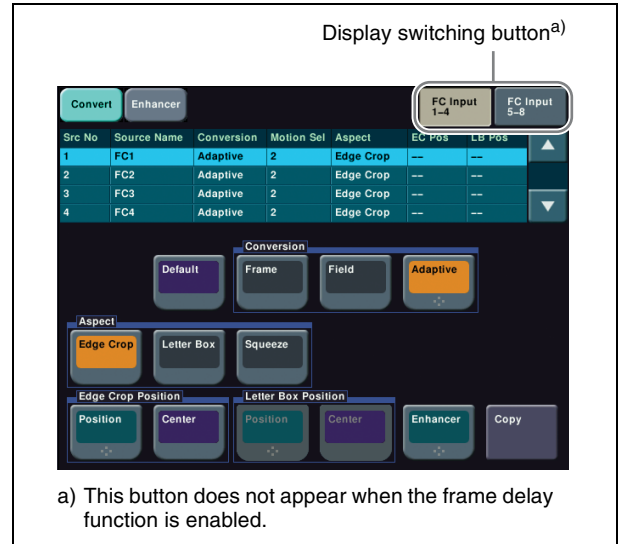 Display switching buttona)
Convert Enhancer FC Input 1–4 FC Input 5–8
Src No Source Name Conversion Motion Sel Aspect EC Pos LB Pos
1 FC1 Adaptive 2 Edge Crop -- --
2 FC2 Adaptive 2 Edge Crop -- --
3 FC3 Adaptive 2 Edge Crop -- --
4 FC4 Adaptive 2 Edge Crop -- --
Conversion
Default Frame Field Adaptive
Aspect
Edge Crop Letter Box Squeeze
Edge Crop Position Letter Box Position
Position Center Position Center Enhancer Copy
a) This button does not appear when the frame delay
function is enabled.